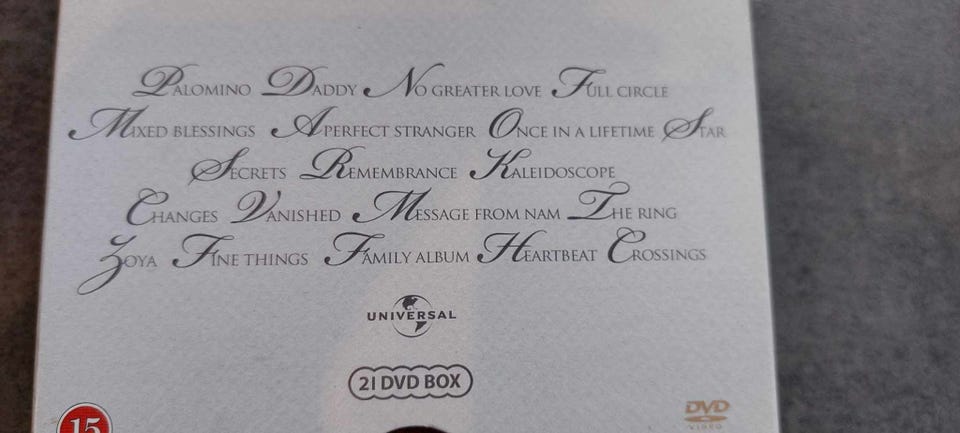 PALOMINO DADDY NO GREATER LOVE FULL CIRCLE
MIXED BLESSINGS A PERFECT STRANGER ONCE IN A LIFETIME STAR
SECRETS REMEMBRANCE KALEIDOSCOPE
CHANGES VANISHED MESSAGE FROM NAM THE RING
ZOYA FINE THINGS FAMILY ALBUM HEARTBEAT CROSSINGS
UNIVERSAL
21 DVD BOX
15
DVD
VIDEO